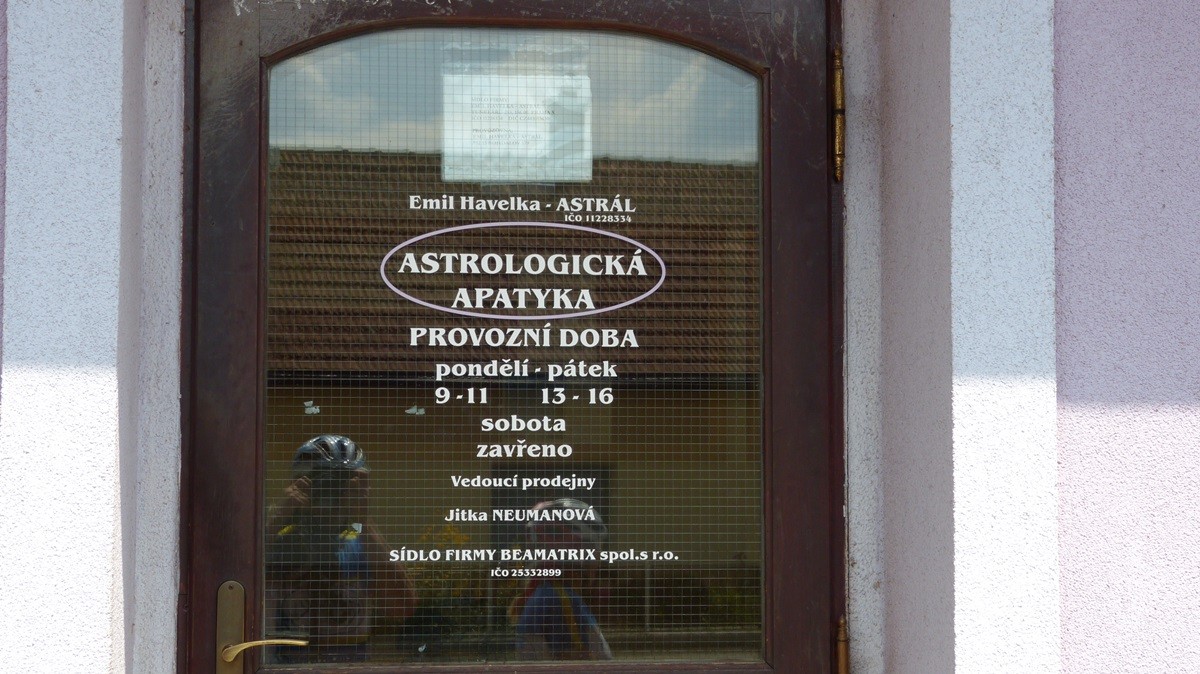 Emil Havelka - ASTRÁL
IČO 11228334
ASTROLOGICKÁ
APATYKA
PROVOZNÍ DOBA
pondělí - pátek
9 - 11 13 - 16
sobota
zavřeno
Vedoucí prodejny
Jitka NEUMANOVÁ
SÍDLO FIRMY BEAMATRIX spol.s r.o.
IČO 25332899